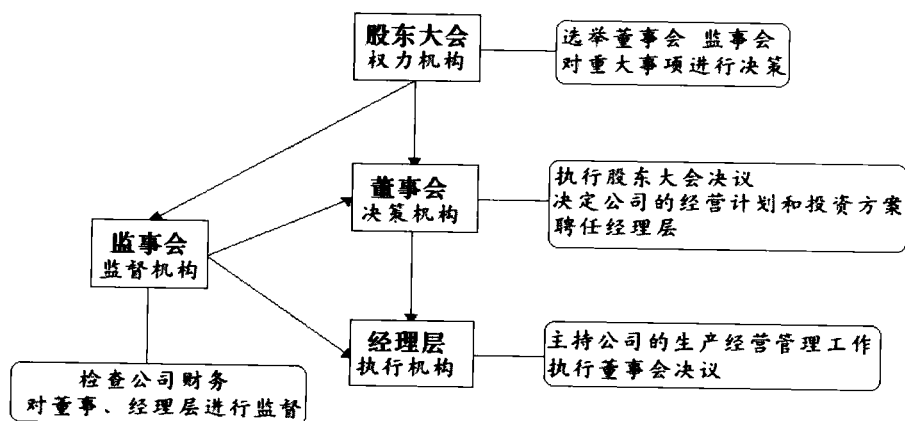 股东大会
权力机构
选举董事会 监事会
对重大事项进行决策
董事会
决策机构
执行股东大会决议
决定公司的经营计划和投资方案
聘任经理层
监事会
监督机构
经理层
执行机构
主持公司的生产经营管理工作
执行董事会决议
检查公司财务
对董事、经理层进行监督